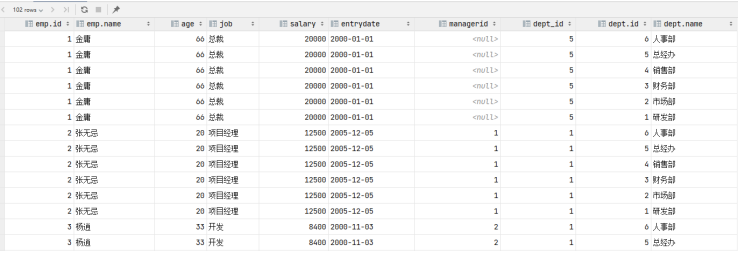 102 rows
emp.id emp.name age job salary entrydate managerid dept_id dept.id dept.name
1 金庸 66 总裁 20000 2000-01-01 <null> 5 6 人事部
1 金庸 66 总裁 20000 2000-01-01 <null> 5 5 总经办
1 金庸 66 总裁 20000 2000-01-01 <null> 5 4 销售部
1 金庸 66 总裁 20000 2000-01-01 <null> 5 3 财务部
1 金庸 66 总裁 20000 2000-01-01 <null> 5 2 市场部
1 金庸 66 总裁 20000 2000-01-01 <null> 5 1 研发部
2 张无忌 20 项目经理 12500 2005-12-05 1 1 6 人事部
2 张无忌 20 项目经理 12500 2005-12-05 1 1 5 总经办
2 张无忌 20 项目经理 12500 2005-12-05 1 1 4 销售部
2 张无忌 20 项目经理 12500 2005-12-05 1 1 3 财务部
2 张无忌 20 项目经理 12500 2005-12-05 1 1 2 市场部
2 张无忌 20 项目经理 12500 2005-12-05 1 1 1 研发部
3 杨逍 33 开发 8400 2000-11-03 2 1 6 人事部
3 杨逍 33 开发 8400 2000-11-03 2 1 5 总经办